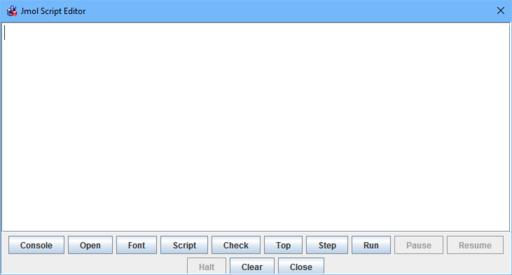 Jmol Script Editor
Console Open Font Script Check Top Step Run Pause Resume
Halt Clear Close